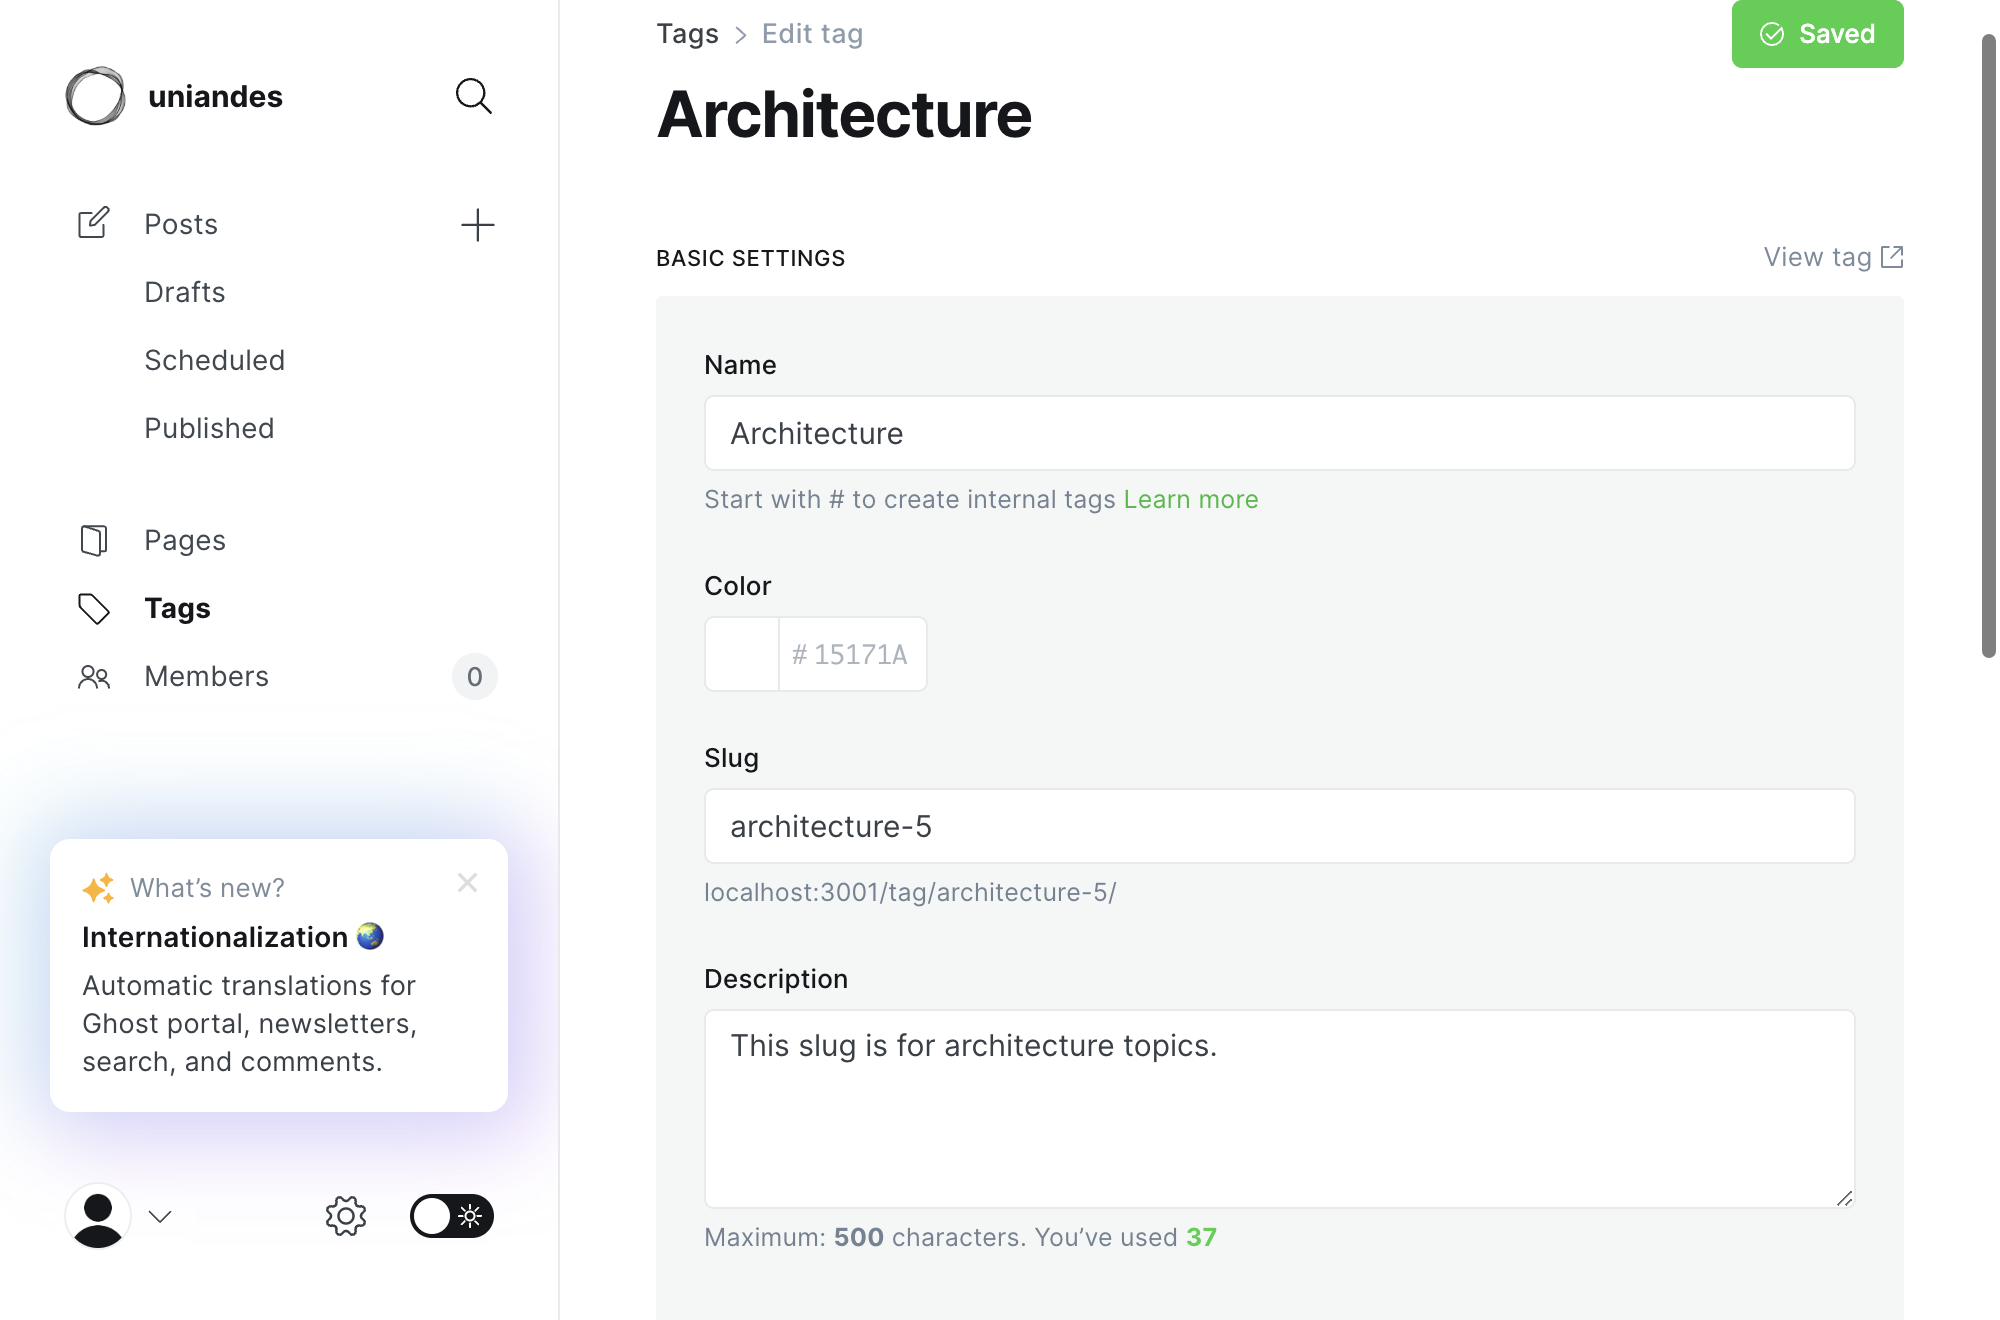 uniandes
Posts
Drafts
Scheduled
Published
Pages
Tags
Members
0
What’s new?
Internationalization
Automatic translations for
Ghost portal, newsletters,
search, and comments.
Tags > Edit tag
Saved
Architecture
BASIC SETTINGS
View tag
Name
Architecture
Start with # to create internal tags Learn more
Color
# 15171A
Slug
architecture-5
localhost:3001/tag/architecture-5/
Description
This slug is for architecture topics.
Maximum: 500 characters. You’ve used 37